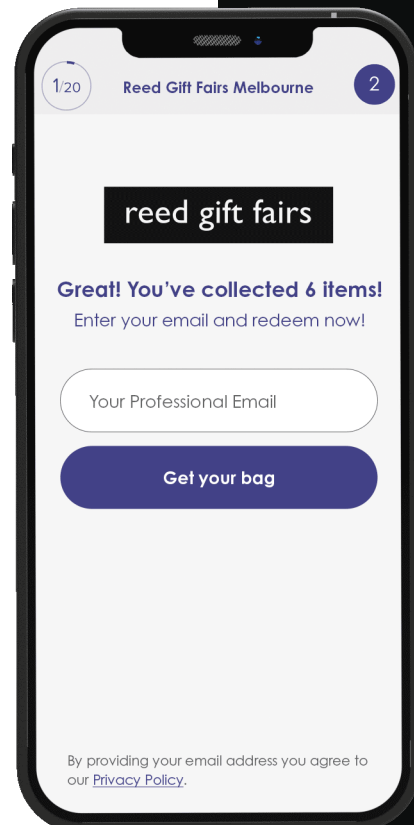 1/20
Reed Gift Fairs Melbourne
2
reed gift fairs
Great! You've collected 6 items!
Enter your email and redeem now!
Your Professional Email
Get your bag
By providing your email address you agree to
our Privacy Policy.